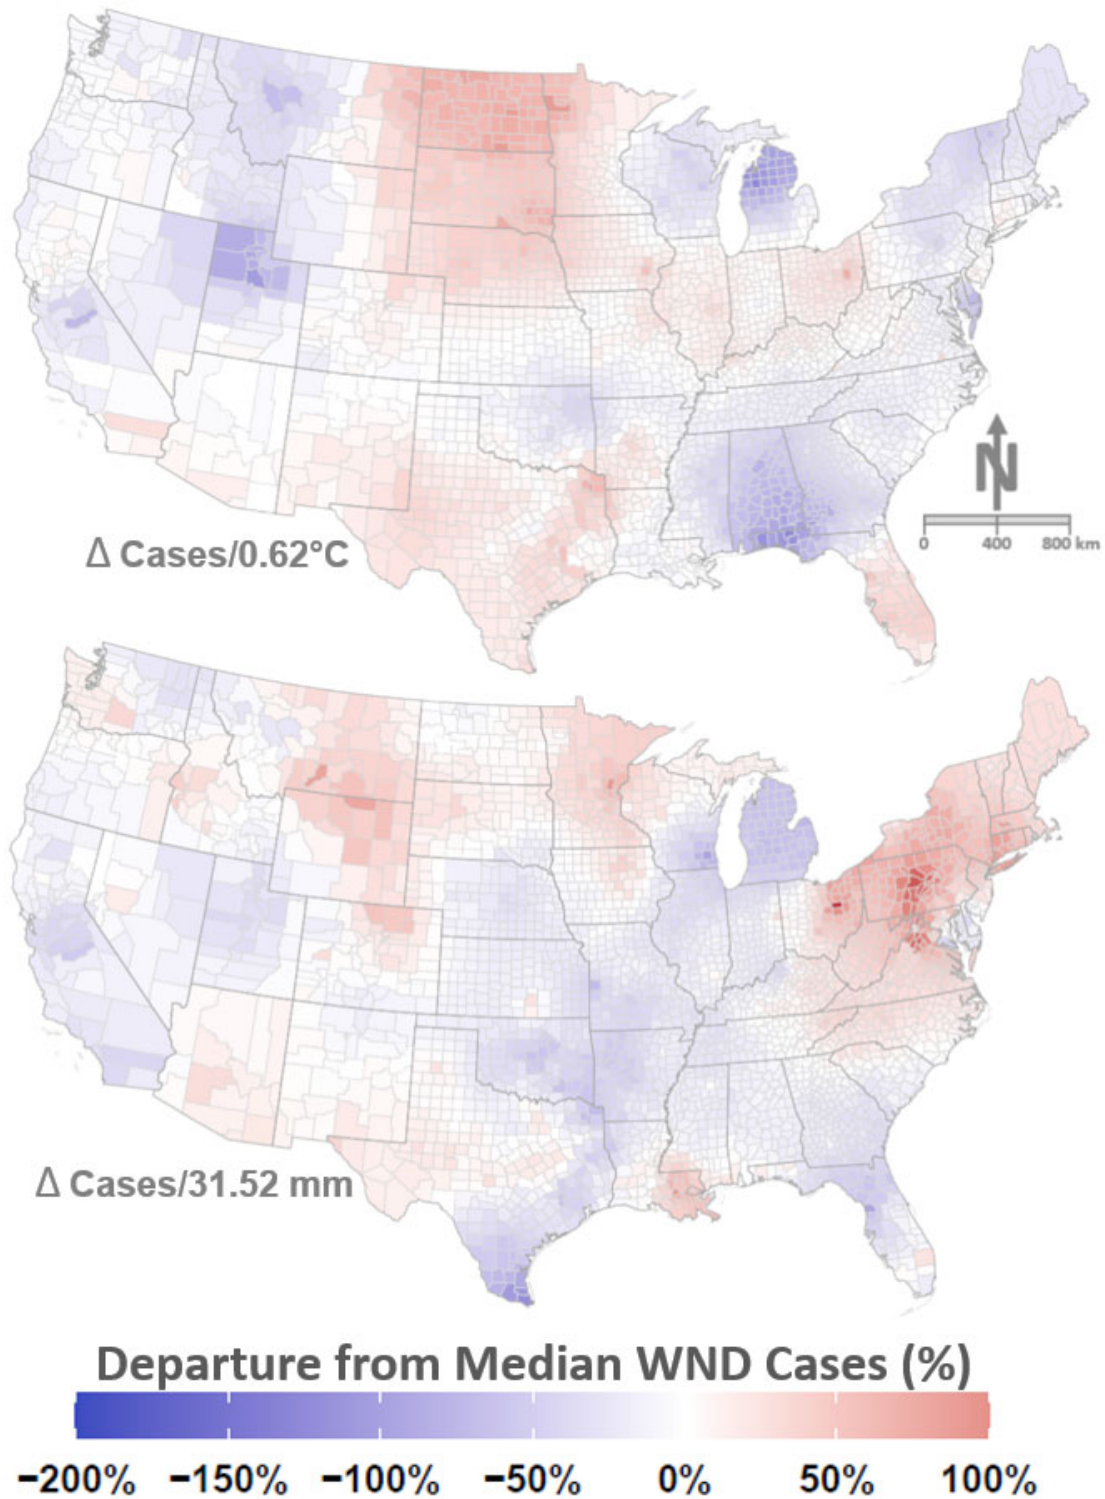 N
0 400 800 km
Δ Cases/0.62°C
Δ Cases/31.52 mm
Departure from Median WND Cases (%)
−200% −150% −100% −50% 0% 50% 100%